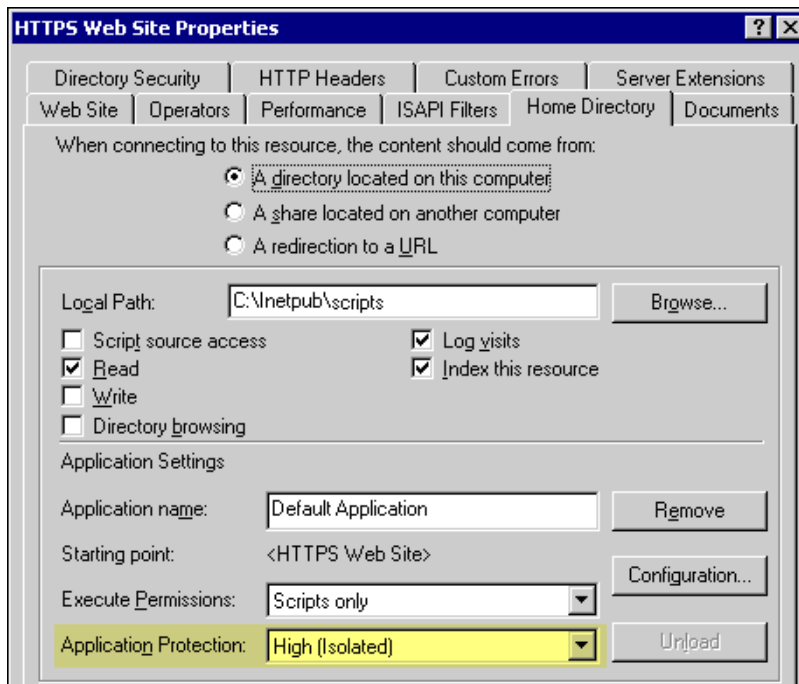 HTTPS Web Site Properties
Directory Security HTTP Headers Custom Errors Server Extensions
Web Site Operators Performance ISAPI Filters Home Directory Documents
When connecting to this resource, the content should come from:
A directory located on this computer
A share located on another computer
A redirection to a URL
Local Path: C:\Inetpub\scripts Browse...
Script source access Log visits
Read Index this resource
Write
Directory browsing
Application Settings
Application name: Default Application Remove
Starting point: <HTTPS Web Site>
Configuration...
Execute Permissions: Scripts only
Application Protection: High (Isolated) Unload